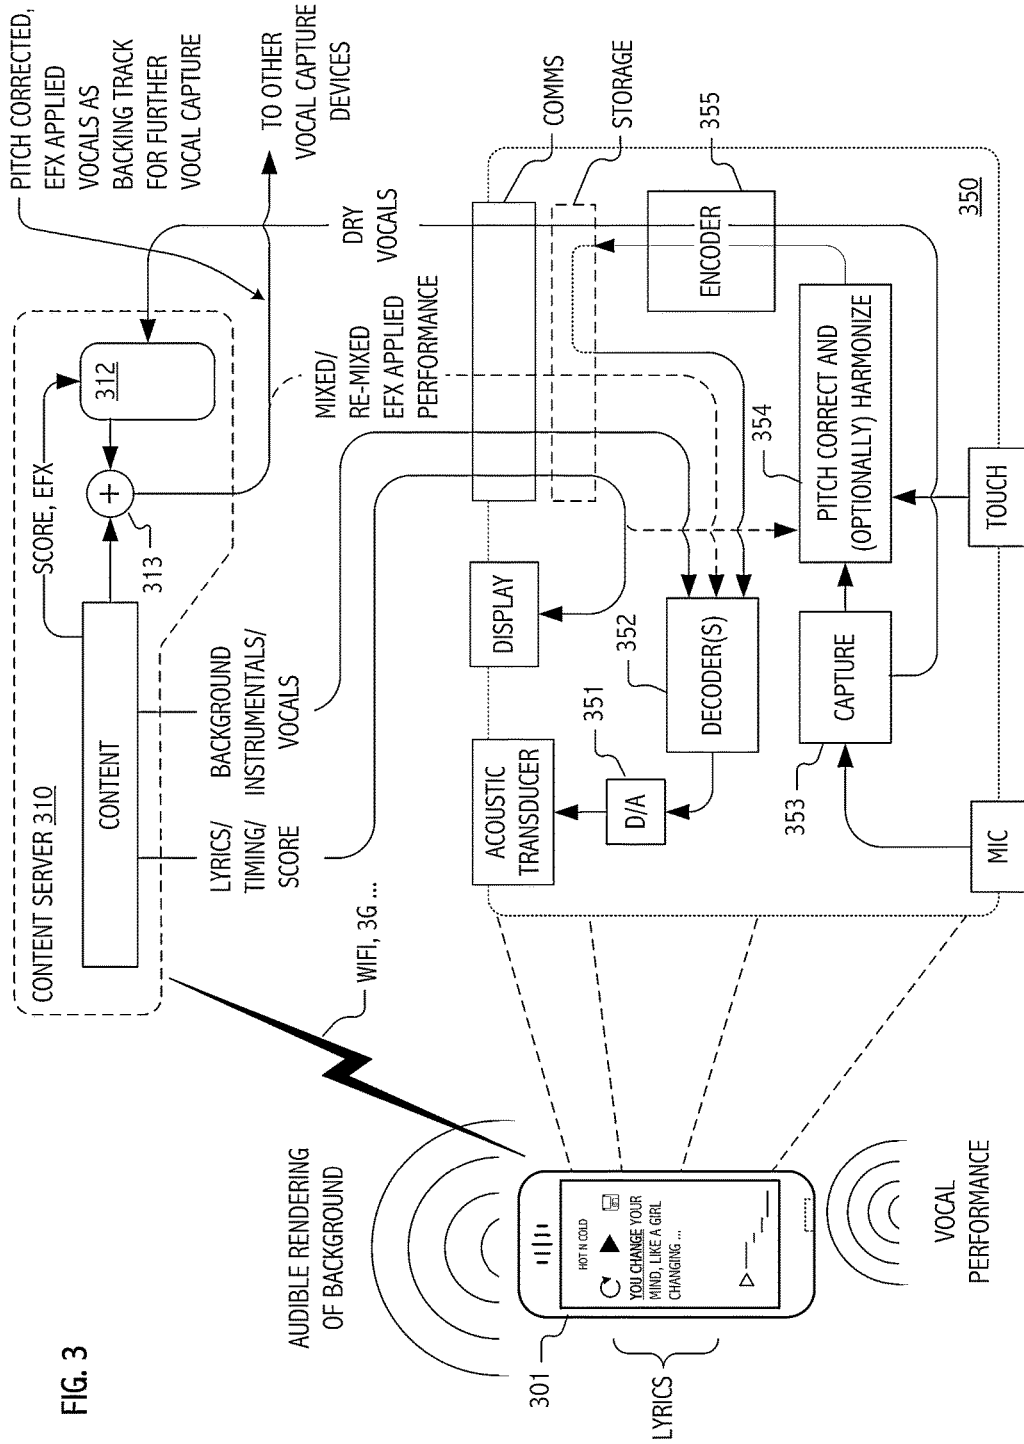 FIG. 3
AUDIBLE RENDERING
OF BACKGROUND
301
LYRICS
HOT N COLD
YOU CHANGE YOUR
MIND, LIKE A GIRL
CHANGING ...
VOCAL
PERFORMANCE
WIFI, 3G ...
CONTENT SERVER 310
CONTENT
SCORE, EFX
312
313
LYRICS/
TIMING/
SCORE
BACKGROUND
INSTRUMENTALS/
VOCALS
MIXED/
RE-MIXED
EFX APPLIED
PERFORMANCE
DRY
VOCALS
PITCH CORRECTED,
EFX APPLIED
VOCALS AS
BACKING TRACK
FOR FURTHER
VOCAL CAPTURE
TO OTHER
VOCAL CAPTURE
DEVICES
COMMS
STORAGE
355
350
ACOUSTIC
TRANSDUCER
DISPLAY
D/A
351
DECODER(S)
352
ENCODER
CAPTURE
353
PITCH CORRECT AND
(OPTIONALLY) HARMONIZE
354
MIC
TOUCH